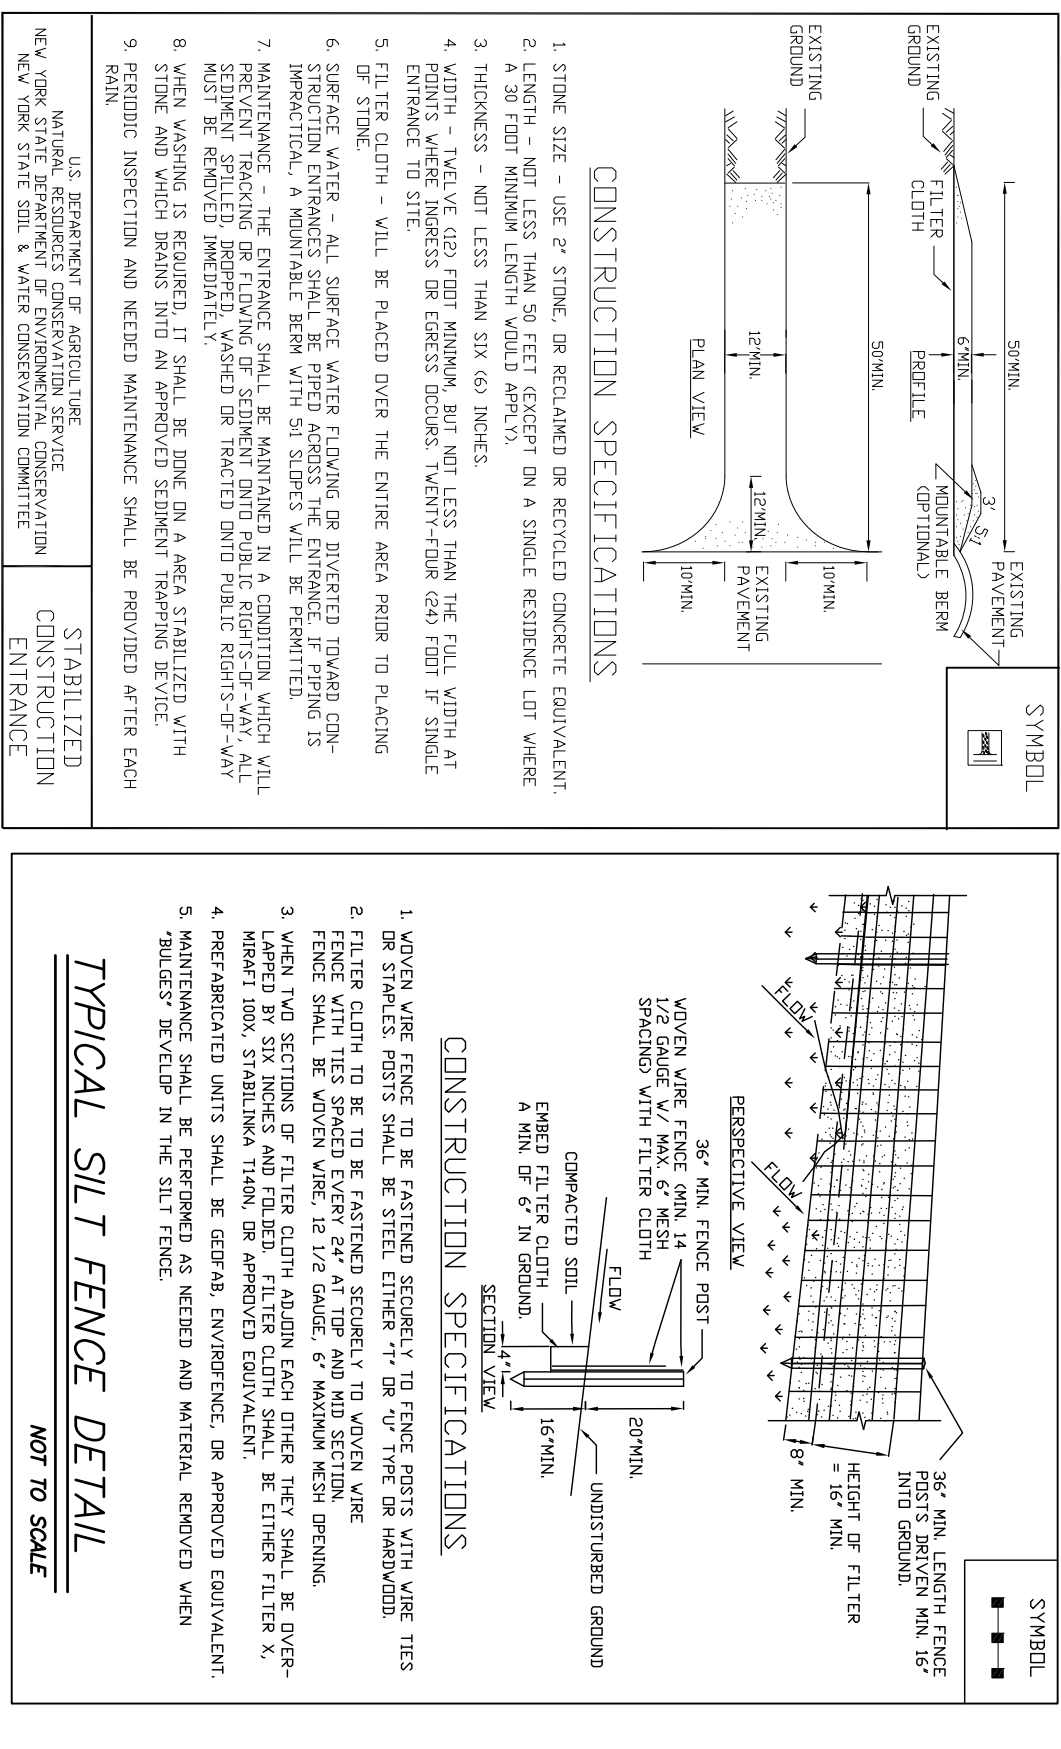 SYMBOL
EXISTING
GROUND
50'MIN.
EXISTING
PAVEMENT
3'
5:1
FILTER
CLOTH
6"MIN.
PROFILE
MOUNTABLE BERM
(OPTIONAL)
EXISTING
GROUND
50'MIN.
10'MIN.
12'MIN.
12'MIN.
EXISTING
PAVEMENT
10'MIN.
PLAN VIEW
CONSTRUCTION SPECIFICATIONS
1. STONE SIZE - USE 2" STONE, OR RECLAIMED OR RECYCLED CONCRETE EQUIVALENT.
2. LENGTH - NOT LESS THAN 50 FEET (EXCEPT ON A SINGLE RESIDENCE LOT WHERE
A 30 FOOT MINIMUM LENGTH WOULD APPLY).
3. THICKNESS - NOT LESS THAN SIX (6) INCHES.
4. WIDTH - TWELVE (12) FOOT MINIMUM, BUT NOT LESS THAN THE FULL WIDTH AT
POINTS WHERE INGRESS OR EGRESS OCCURS. TWENTY-FOUR (24) FOOT IF SINGLE
ENTRANCE TO SITE.
5. FILTER CLOTH - WILL BE PLACED OVER THE ENTIRE AREA PRIOR TO PLACING
OF STONE.
6. SURFACE WATER - ALL SURFACE WATER FLOWING OR DIVERTED TOWARD CON-
STRUCTION ENTRANCES SHALL BE PIPED ACROSS THE ENTRANCE. IF PIPING IS
IMPRACTICAL, A MOUNTABLE BERM WITH 5:1 SLOPES WILL BE PERMITTED.
7. MAINTENANCE - THE ENTRANCE SHALL BE MAINTAINED IN A CONDITION WHICH WILL
PREVENT TRACKING OR FLOWING OF SEDIMENT ONTO PUBLIC RIGHTS-OF-WAY, ALL
SEDIMENT SPILLED, DROPPED, WASHED OR TRACTED ONTO PUBLIC RIGHTS-OF-WAY
MUST BE REMOVED IMMEDIATELY.
8. WHEN WASHING IS REQUIRED, IT SHALL BE DONE ON A AREA STABILIZED WITH
STONE AND WHICH DRAINS INTO AN APPROVED SEDIMENT TRAPPING DEVICE.
9. PERIODIC INSPECTION AND NEEDED MAINTENANCE SHALL BE PROVIDED AFTER EACH
RAIN.
U.S. DEPARTMENT OF AGRICULTURE
NATURAL RESOURCES CONSERVATION SERVICE
NEW YORK STATE DEPARTMENT OF ENVIRONMENTAL CONSERVATION
NEW YORK STATE SOIL & WATER CONSERVATION COMMITTEE
STABILIZED
CONSTRUCTION
ENTRANCE
SYMBOL
36" MIN. LENGTH FENCE
POSTS DRIVEN MIN. 16"
INTO GROUND.
HEIGHT OF FILTER
= 16" MIN.
8" MIN.
FLOW
FLOW
PERSPECTIVE VIEW
36" MIN. FENCE POST
WOVEN WIRE FENCE (MIN. 14
1/2 GAUGE W/ MAX. 6" MESH
SPACING) WITH FILTER CLOTH
20"MIN.
FLOW
UNDISTURBED GROUND
COMPACTED SOIL
EMBED FILTER CLOTH
A MIN. OF 6" IN GROUND.
16"MIN.
4"
SECTION VIEW
CONSTRUCTION SPECIFICATIONS
1. WOVEN WIRE FENCE TO BE FASTENED SECURELY TO FENCE POSTS WITH WIRE TIES
OR STAPLES. POSTS SHALL BE STEEL EITHER "T" OR "U" TYPE OR HARDWOOD.
2. FILTER CLOTH TO BE TO BE FASTENED SECURELY TO WOVEN WIRE
FENCE WITH TIES SPACED EVERY 24" AT TOP AND MID SECTION.
FENCE SHALL BE WOVEN WIRE, 12 1/2 GAUGE, 6" MAXIMUM MESH OPENING.
3. WHEN TWO SECTIONS OF FILTER CLOTH ADJOIN EACH OTHER THEY SHALL BE OVER-
LAPPED BY SIX INCHES AND FOLDED. FILTER CLOTH SHALL BE EITHER FILTER X,
MIRAFI 100X, STABILINKA T140N, OR APPROVED EQUIVALENT.
4. PREFABRICATED UNITS SHALL BE GEOFAB, ENVIROFENCE, OR APPROVED EQUIVALENT.
5. MAINTENANCE SHALL BE PERFORMED AS NEEDED AND MATERIAL REMOVED WHEN
"BULGES" DEVELOP IN THE SILT FENCE.
TYPICAL SILT FENCE DETAIL
NOT TO SCALE